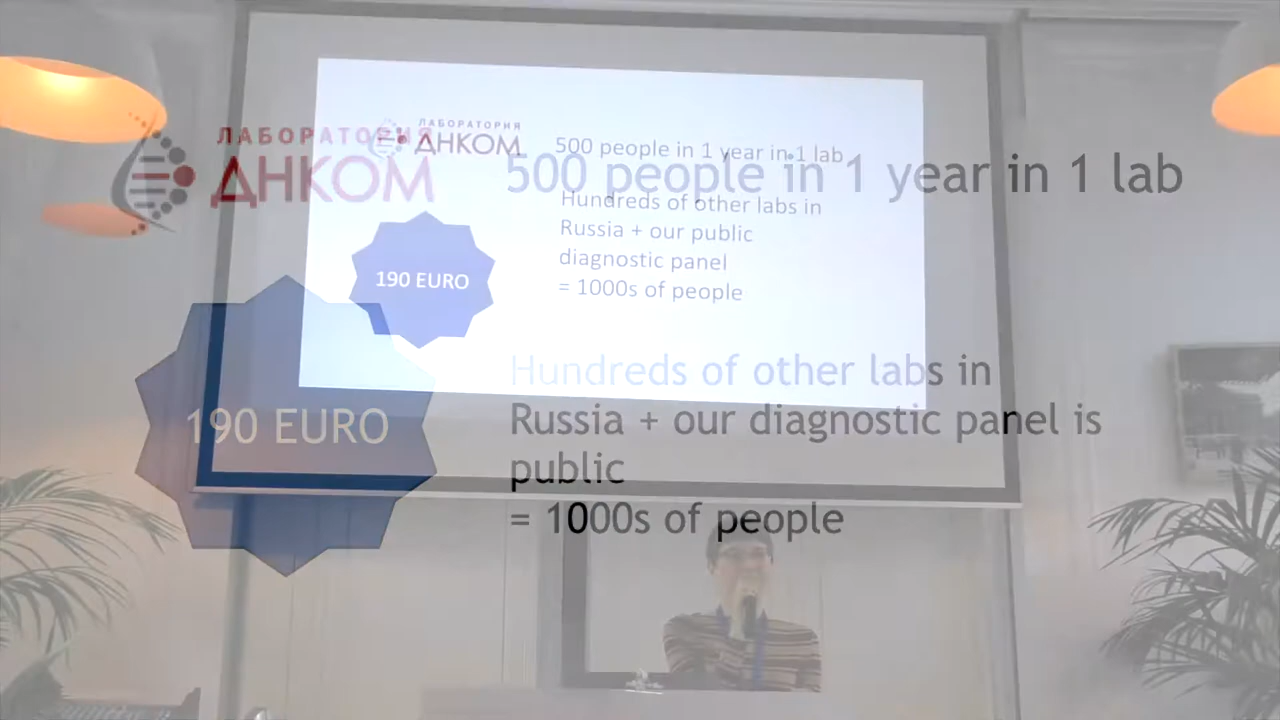 ЛАБОРАТОРИЯ
ДНКОМ
500 people in 1 year in 1 lab
190 EURO
Hundreds of other labs in
Russia + our diagnostic panel is
public
= 1000s of people
ЛАБОРАТОРИЯ
ДНКОМ
500 people in 1 year in 1 lab
190 EURO
Hundreds of other labs in
Russia + our public
diagnostic panel
= 1000s of people